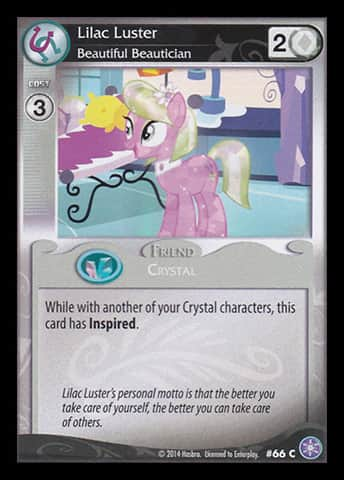 Lilac Luster
Beautiful Beautician
2
COST
3
FRIEND
CRYSTAL
While with another of your Crystal characters, this
card has Inspired.
Lilac Luster's personal motto is that the better you
take care of yourself, the better you can take care
of others.
© 2014 Hasbro. Licensed to Enterplay. #66 C